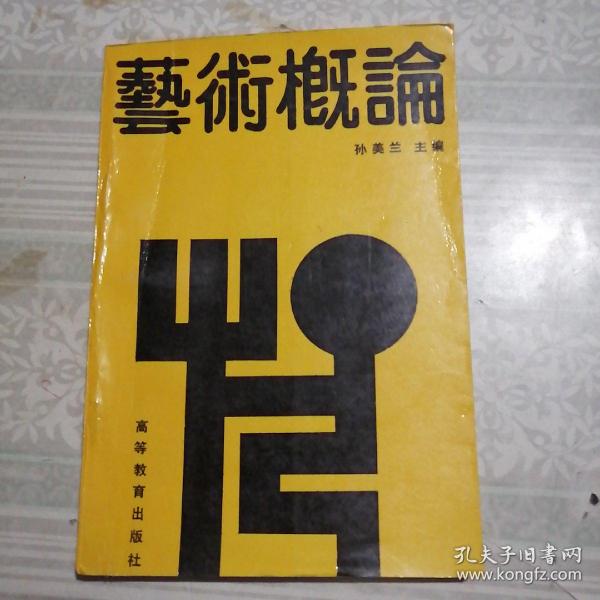 藝術概論
孙美兰 主编
高等教育出版社
孔夫子旧书网
www.kongfz.com